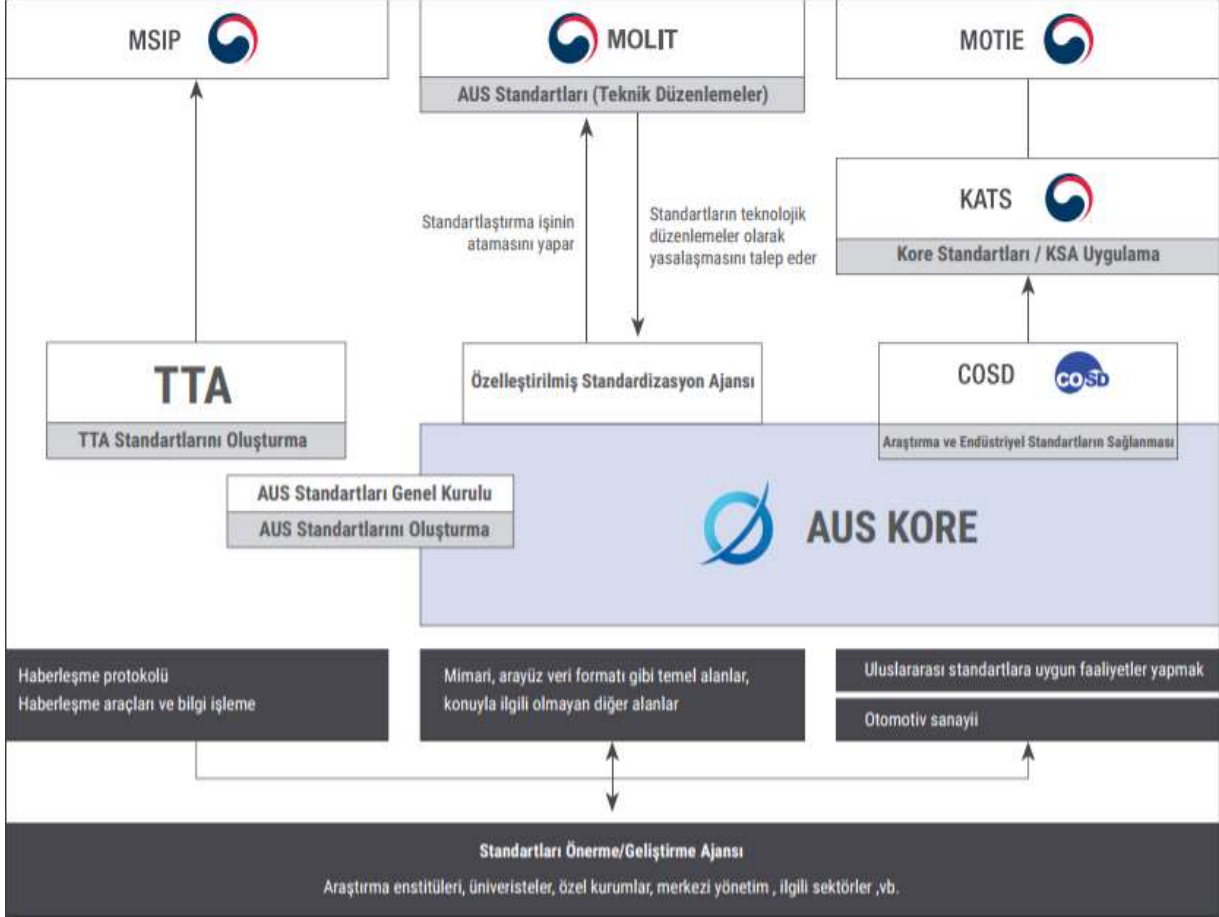 MSIP
MOLIT
AUS Standartları (Teknik Düzenlemeler)
MOTIE
KATS
Kore Standartları / KSA Uygulama
Standartlaştırma işinin
atamasını yapar
Standartların teknolojik
düzenlemeler olarak
yasalaşmasını talep eder
TTA
TTA Standartlarını Oluşturma
Özelleştirilmiş Standardizasyon Ajansı
COSD
COSD
Araştırma ve Endüstriyel Standartların Sağlanması
AUS Standartları Genel Kurulu
AUS Standartlarını Oluşturma
AUS KORE
Haberleşme protokolü
Haberleşme araçları ve bilgi işleme
Mimari, arayüz veri formatı gibi temel alanlar,
konuyla ilgili olmayan diğer alanlar
Uluslararası standartlara uygun faaliyetler yapmak
Otomotiv sanayii
Standartları Önerme/Geliştirme Ajansı
Araştırma enstitüleri, üniveristeler, özel kurumlar, merkezi yönetim , ilgili sektörler ,vb.